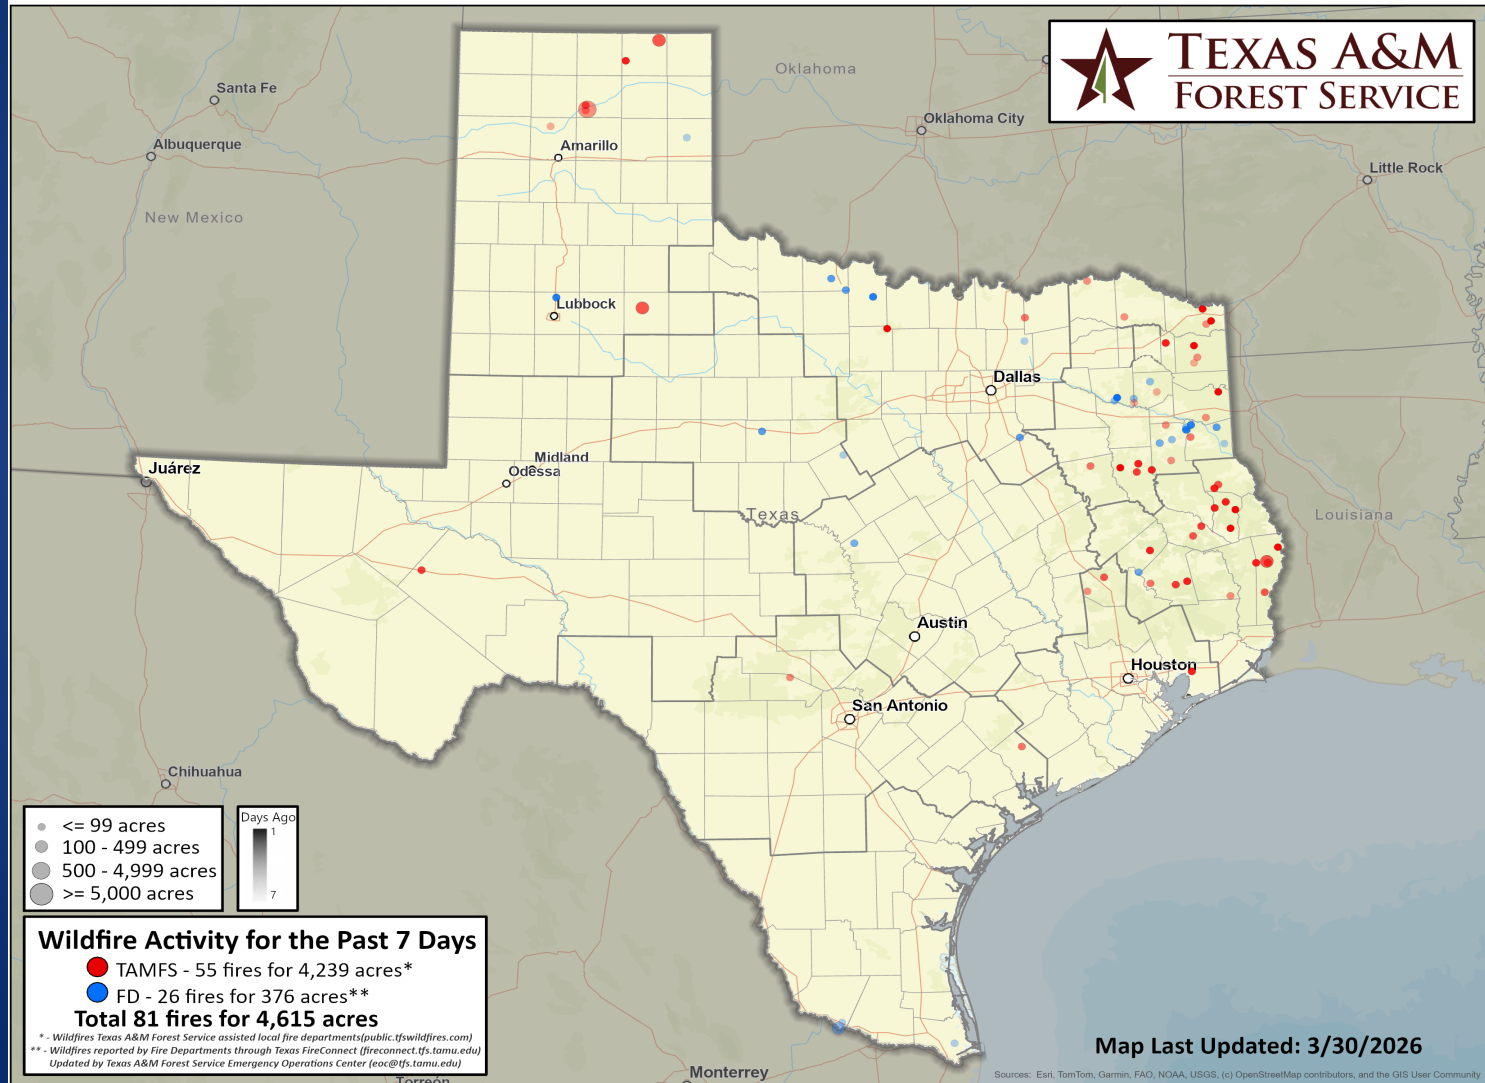 TEXAS A&M
FOREST SERVICE
Oklahoma
Santa Fe
Oklahoma City
Albuquerque
Amarillo
Little Rock
New Mexico
Lubbock
Dallas
Midland
Juárez
Odessa
Texas
Louisiana
Austin
Houston
San Antonio
Chihuahua
<= 99 acres
100 - 499 acres
500 - 4,999 acres
>= 5,000 acres
Days Ago
1
7
Wildfire Activity for the Past 7 Days
TAMFS - 55 fires for 4,239 acres*
FD - 26 fires for 376 acres**
Total 81 fires for 4,615 acres
* - Wildfires Texas A&M Forest Service assisted local fire departments(public.tfswildfires.com)
** - Wildfires reported by Fire Departments through Texas FireConnect (fireconnect.tfs.tamu.edu)
Updated by Texas A&M Forest Service Emergency Operations Center (eoc@tfs.tamu.edu)
Map Last Updated: 3/30/2026
Monterrey
Torreón
Sources: Esri, TomTom, Garmin, FAO, NOAA, USGS, (c) OpenStreetMap contributors, and the GIS User Community